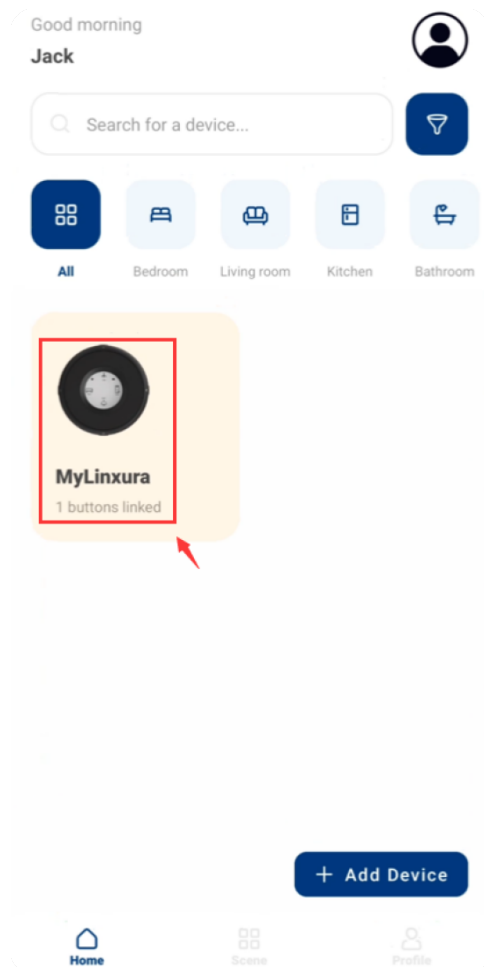 Good morning
Jack
Search for a device...
All
Bedroom
Living room
Kitchen
Bathroom
MyLinxura
1 buttons linked
+ Add Device
Home
Scene
Profile